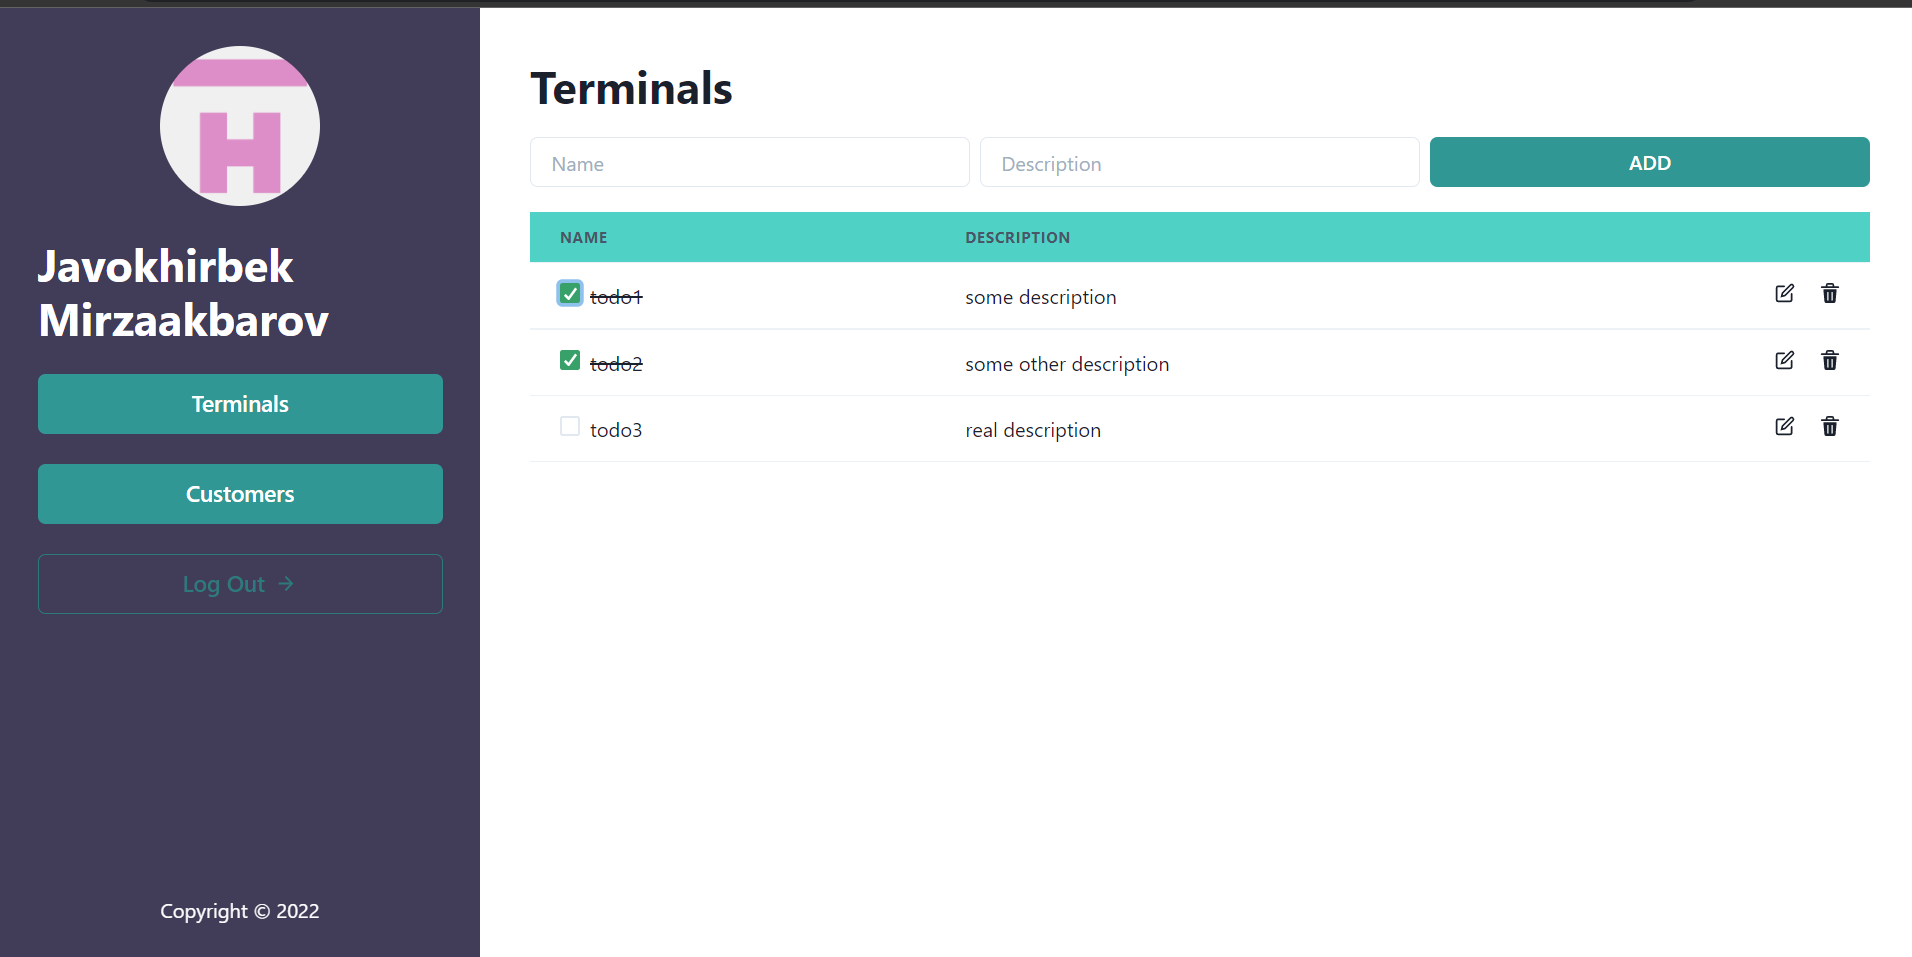 Javokhirbek
Mirzaakbarov
Terminals
Customers
Log Out →
Copyright © 2022
Terminals
Name Description ADD
NAME DESCRIPTION
todo1 some description
todo2 some other description
todo3 real description